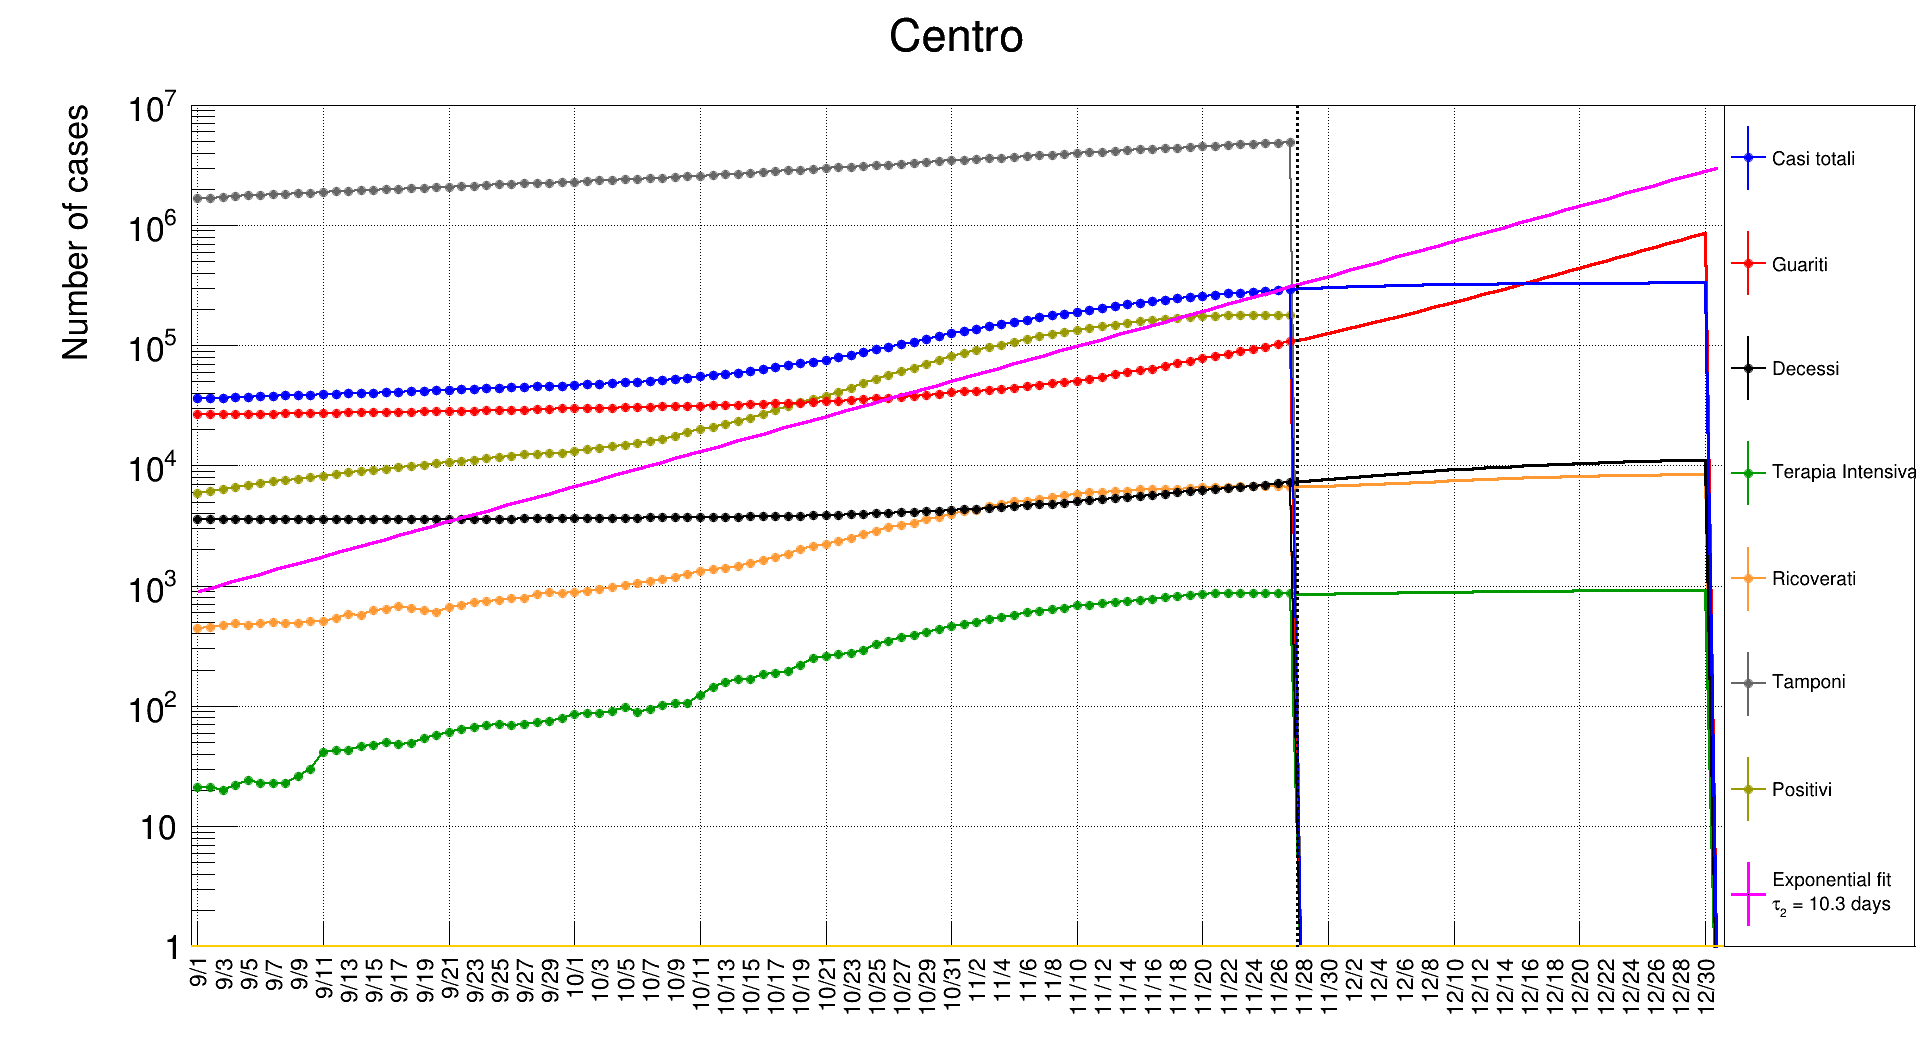 Centro
Number of cases
10^7
10^6
10^5
10^4
10^3
10^2
10
1
9/1 9/3 9/5 9/7 9/9 9/11 9/13 9/15 9/17 9/19 9/21 9/23 9/25 9/27 9/29 10/1 10/3 10/5 10/7 10/9 10/11 10/13 10/15 10/17 10/19 10/21 10/23 10/25 10/27 10/29 10/31 11/2 11/4 11/6 11/8 11/10 11/12 11/14 11/16 11/18 11/20 11/22 11/24 11/26 11/28 11/30 12/2 12/4 12/6 12/8 12/10 12/12 12/14 12/16 12/18 12/20 12/22 12/24 12/26 12/28 12/30
Casi totali
Guariti
Decessi
Terapia Intensiva
Ricoverati
Tamponi
Positivi
Exponential fit
τ_2 = 10.3 days